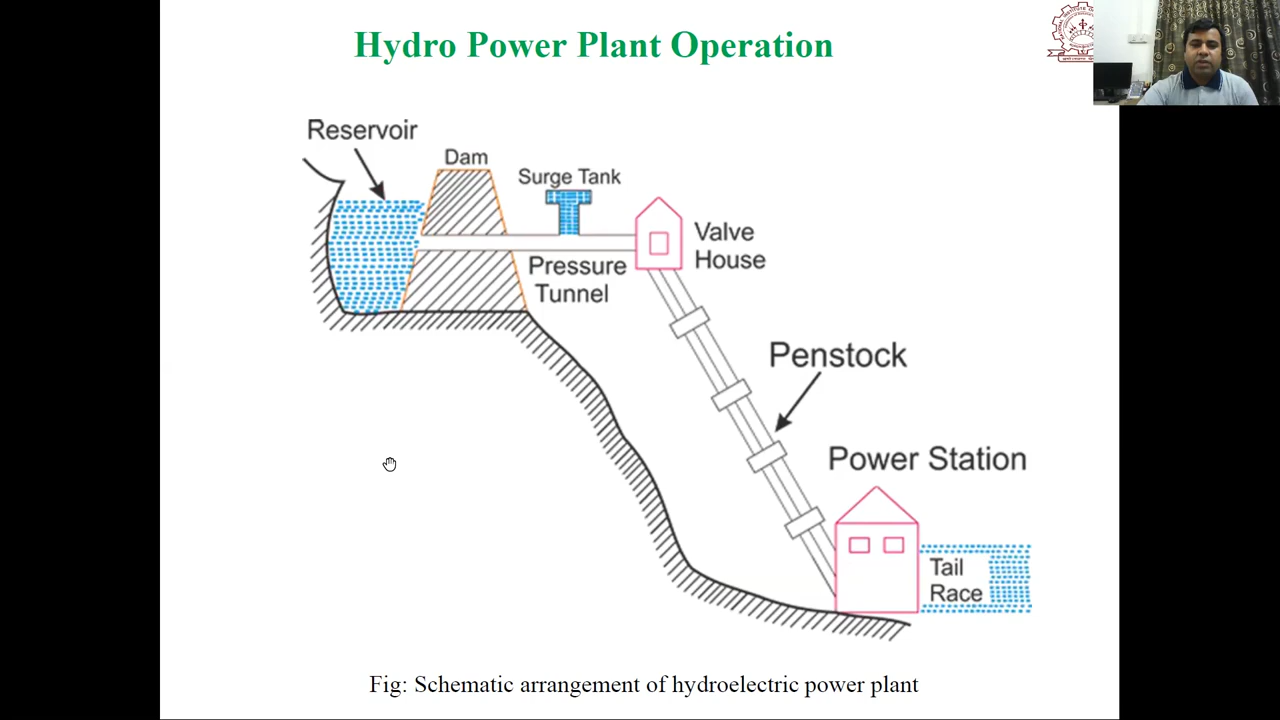 Hydro Power Plant Operation
Reservoir
Dam
Surge Tank
Valve
House
Pressure
Tunnel
Penstock
Power Station
Tail
Race
Fig: Schematic arrangement of hydroelectric power plant